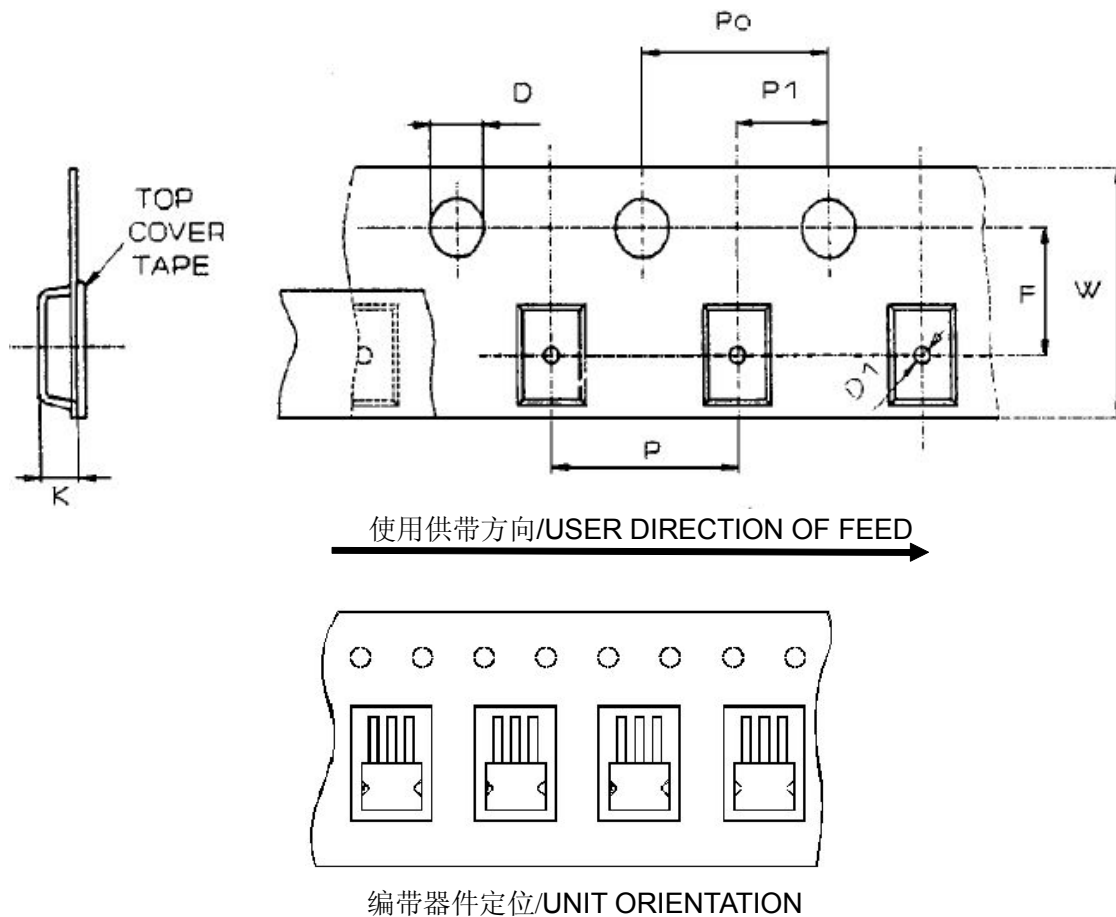 Po
D
P1
TOP
COVER
TAPE
F
W
D1
P
K
使用供带方向/USER DIRECTION OF FEED
编带器件定位/UNIT ORIENTATION